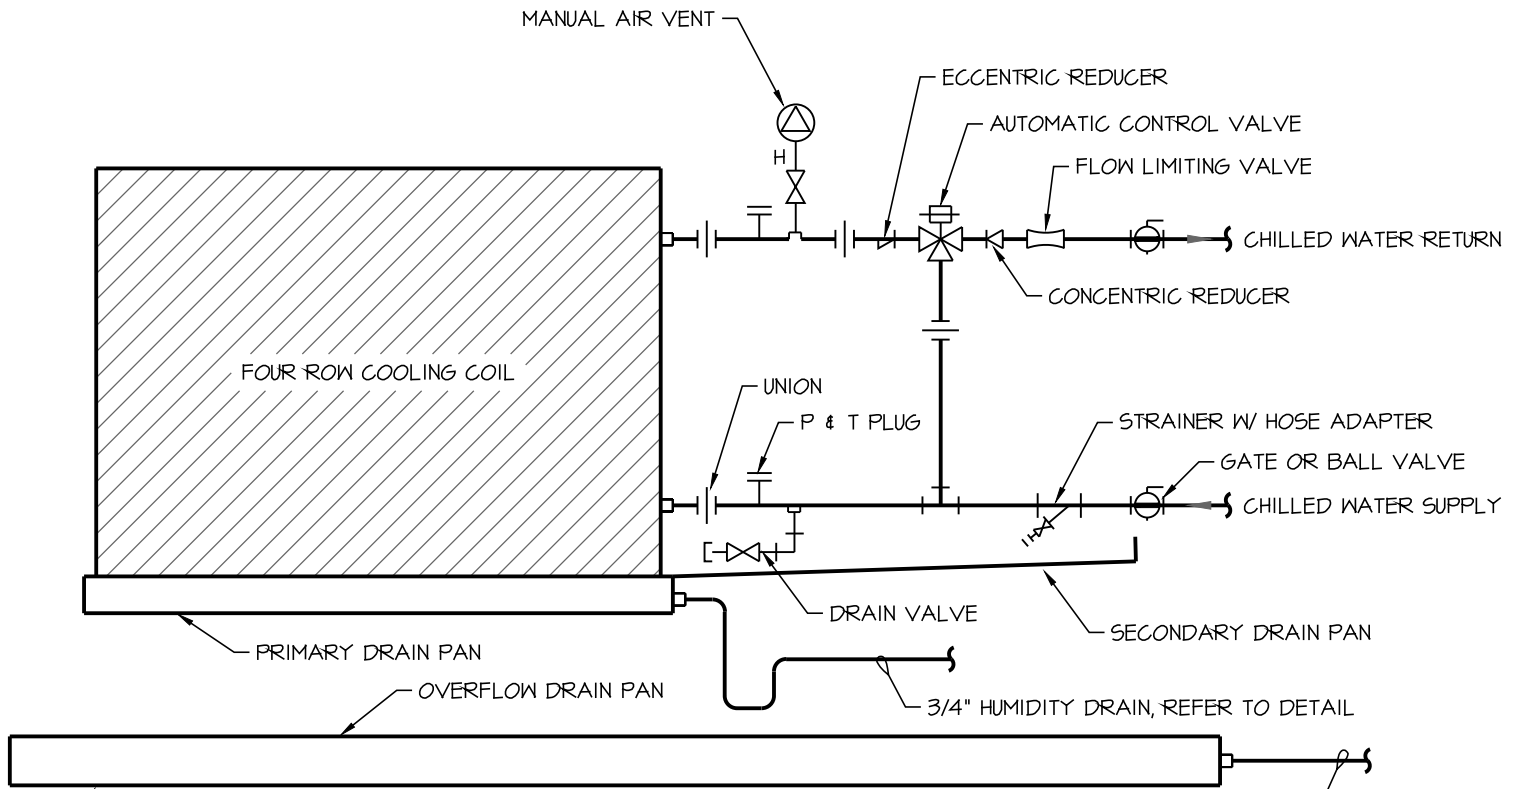 MANUAL AIR VENT
ECCENTRIC REDUCER
AUTOMATIC CONTROL VALVE
FLOW LIMITING VALVE
H
CHILLED WATER RETURN
CONCENTRIC REDUCER
FOUR ROW COOLING COIL
UNION
P & T PLUG
STRAINER W/ HOSE ADAPTER
GATE OR BALL VALVE
CHILLED WATER SUPPLY
DRAIN VALVE
SECONDARY DRAIN PAN
PRIMARY DRAIN PAN
OVERFLOW DRAIN PAN
3/4" HUMIDITY DRAIN, REFER TO DETAIL